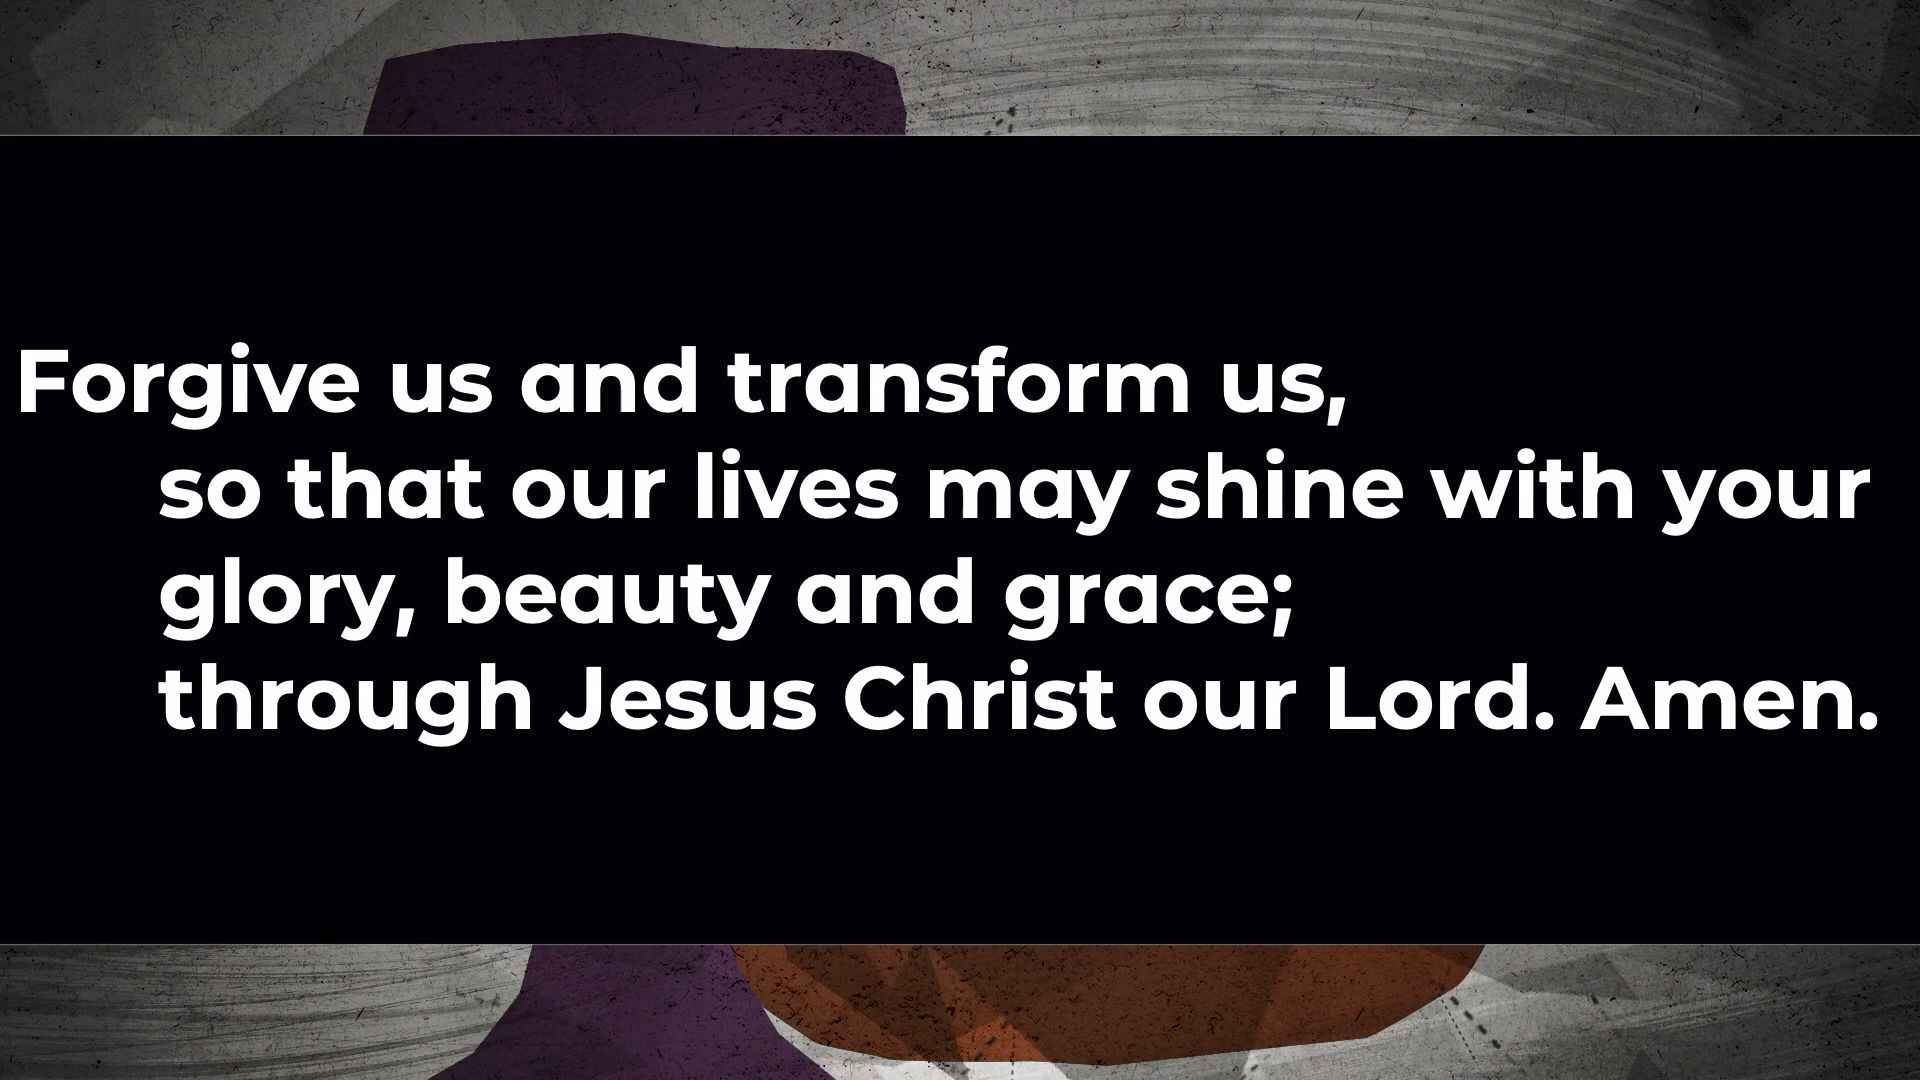 Forgive us and transform us,
so that our lives may shine with your
glory, beauty and grace;
through Jesus Christ our Lord. Amen.